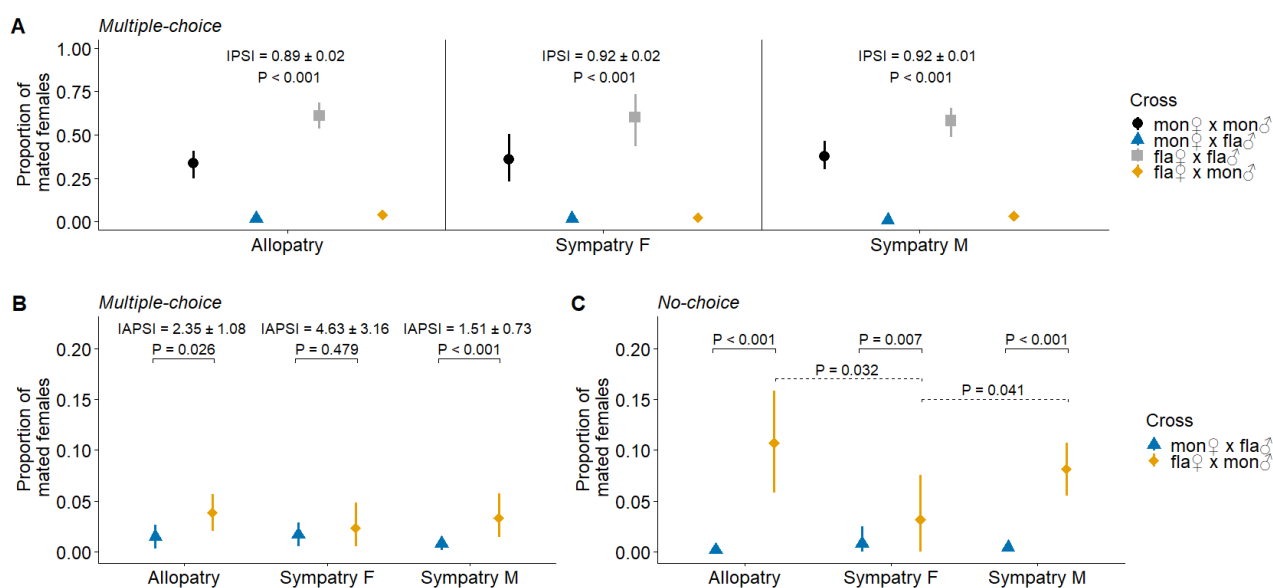 A
Multiple-choice
IPSI = 0.89 ± 0.02
P < 0.001
IPSI = 0.92 ± 0.02
P < 0.001
IPSI = 0.92 ± 0.01
P < 0.001
Proportion of
mated females
1.00
0.75
0.50
0.25
0.00
Allopatry
Sympatry F
Sympatry M
Cross
mon♀ x mon♂
mon♀ x fla♂
fla♀ x fla♂
fla♀ x mon♂
B
Multiple-choice
IAPSI = 2.35 ± 1.08
P = 0.026
IAPSI = 4.63 ± 3.16
P = 0.479
IAPSI = 1.51 ± 0.73
P < 0.001
Proportion of
mated females
0.20
0.15
0.10
0.05
0.00
Allopatry
Sympatry F
Sympatry M
C
No-choice
P < 0.001
P = 0.007
P < 0.001
P = 0.032
P = 0.041
Proportion of
mated females
0.20
0.15
0.10
0.05
0.00
Allopatry
Sympatry F
Sympatry M
Cross
mon♀ x fla♂
fla♀ x mon♂